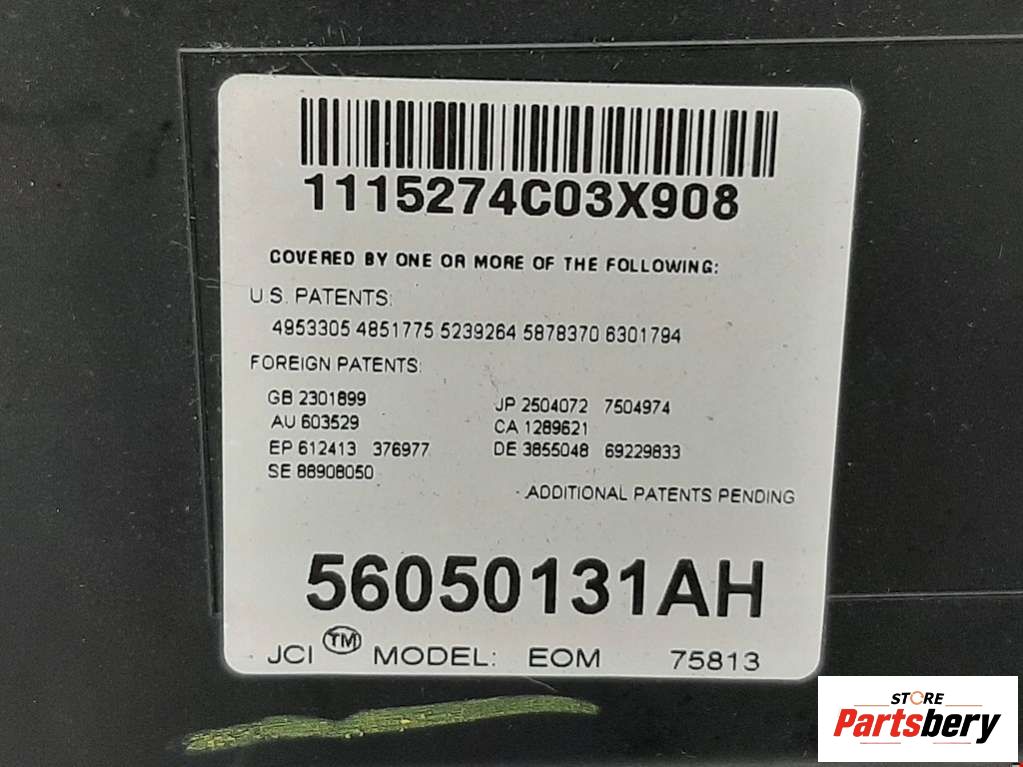 1115274C03X908
COVERED BY ONE OR MORE OF THE FOLLOWING:
U.S. PATENTS:
4953305 4851775 5239264 5878370 6301794
FOREIGN PATENTS:
GB 2301899 JP 2504072 7504974
AU 603529 CA 1289621
EP 612413 376977 DE 3855048 69229833
SE 88908050
ADDITIONAL PATENTS PENDING
56050131AH
JCI TM MODEL: EOM 75813
STORE
Partsbery